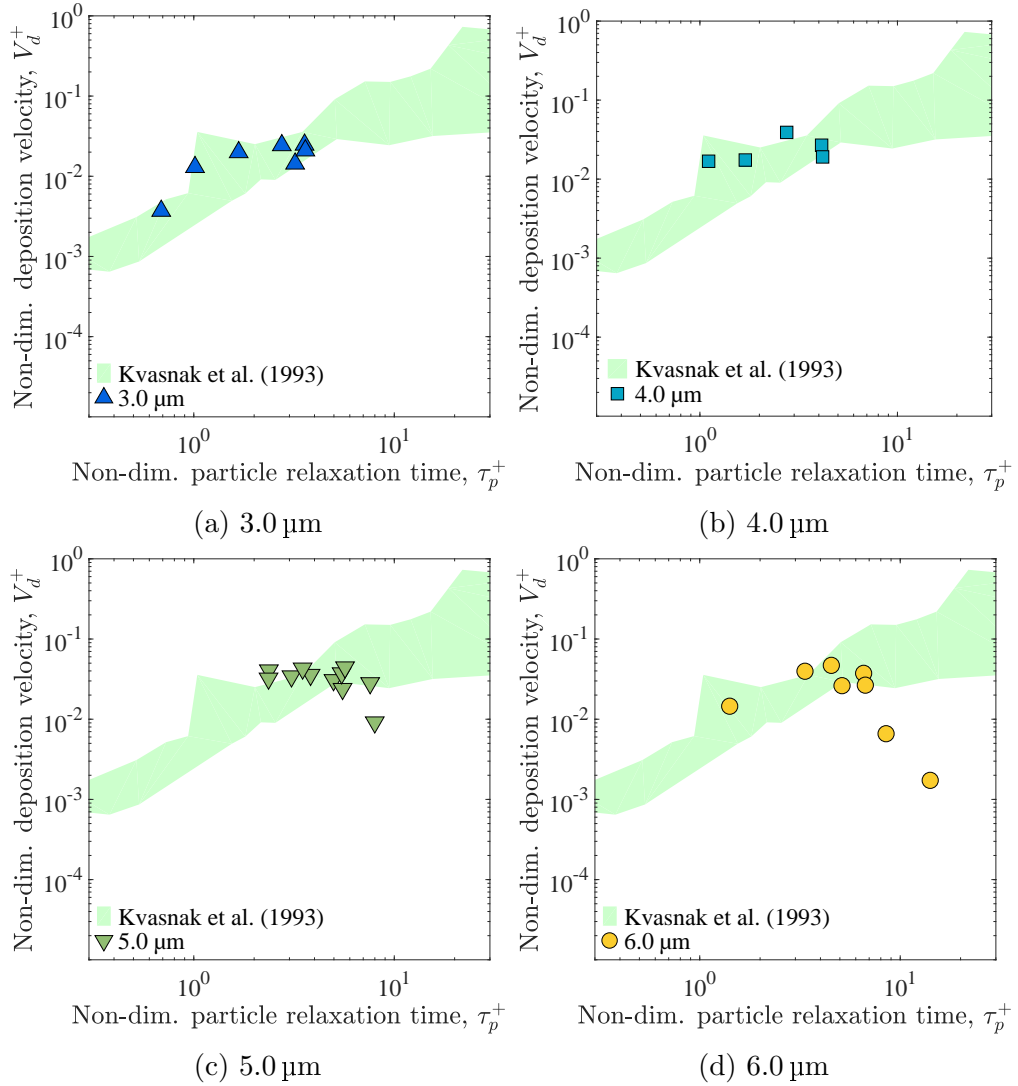 Non-dim. deposition velocity, V_d^+
10^0
10^-1
10^-2
10^-3
10^-4
Kvasnak et al. (1993)
3.0 µm
10^0 10^1
Non-dim. particle relaxation time, τ_p^+
(a) 3.0 µm
Non-dim. deposition velocity, V_d^+
10^0
10^-1
10^-2
10^-3
10^-4
Kvasnak et al. (1993)
4.0 µm
10^0 10^1
Non-dim. particle relaxation time, τ_p^+
(b) 4.0 µm
Non-dim. deposition velocity, V_d^+
10^0
10^-1
10^-2
10^-3
10^-4
Kvasnak et al. (1993)
5.0 µm
10^0 10^1
Non-dim. particle relaxation time, τ_p^+
(c) 5.0 µm
Non-dim. deposition velocity, V_d^+
10^0
10^-1
10^-2
10^-3
10^-4
Kvasnak et al. (1993)
6.0 µm
10^0 10^1
Non-dim. particle relaxation time, τ_p^+
(d) 6.0 µm